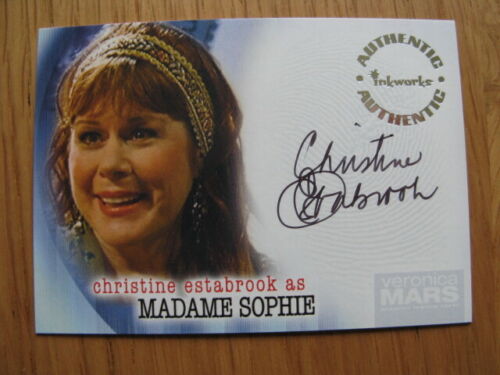 AUTHENTIC
inkworks
AUTHENTIC
Christine
Estabrook
christine estabrook as
MADAME SOPHIE
veronica
MARS